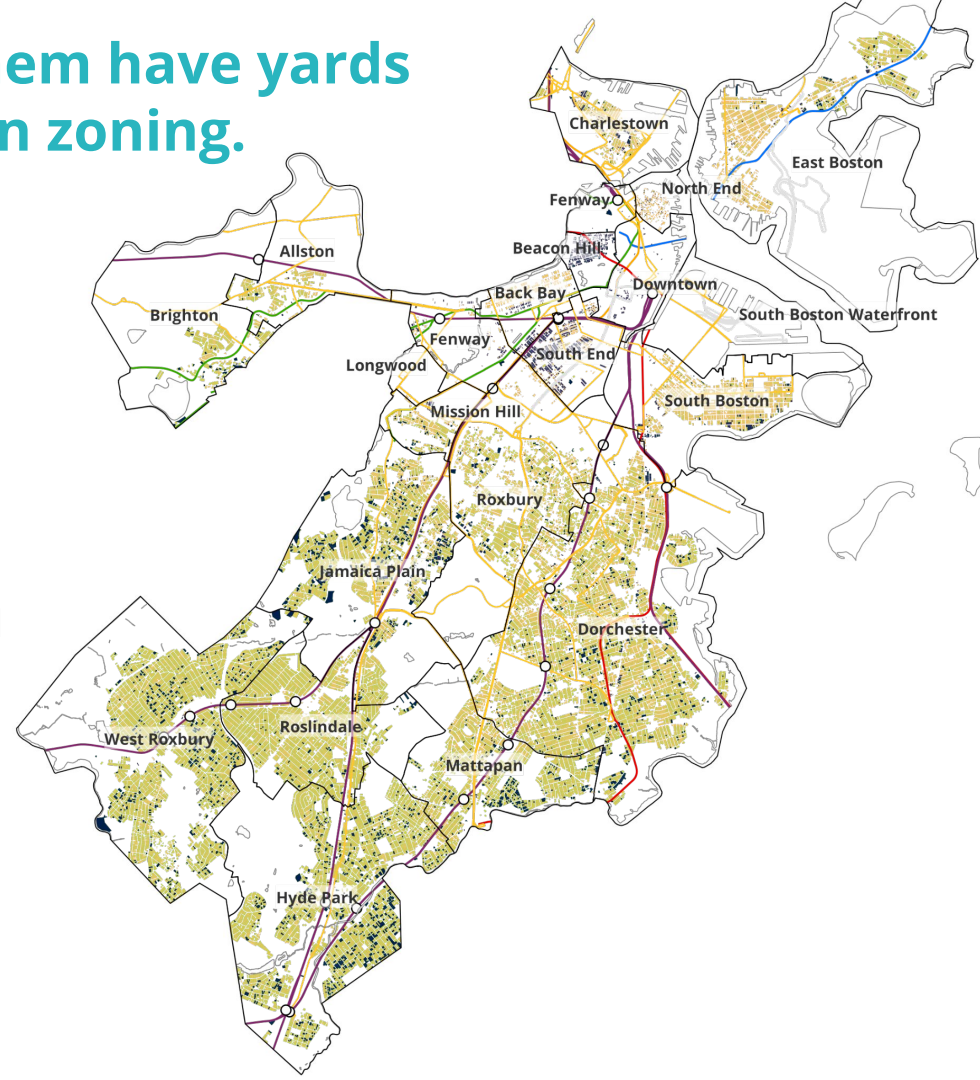 em have yards
n zoning.
Charlestown
East Boston
North End
Fenway
Beacon Hill
Allston
Downtown
Back Bay
Brighton
South Boston Waterfront
Fenway
South End
Longwood
South Boston
Mission Hill
Roxbury
Jamaica Plain
Dorchester
Roslindale
West Roxbury
Mattapan
Hyde Park